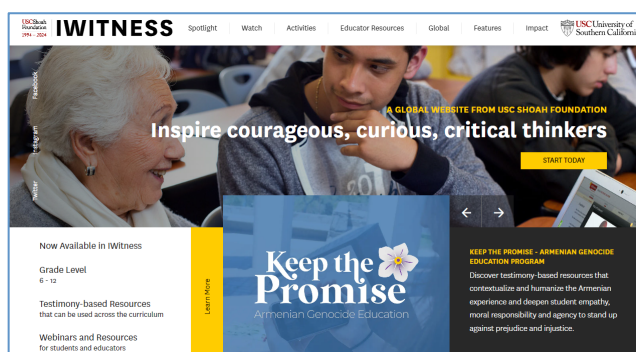 USC Shoah
Foundation
1994 – 2024
IWITNESS
Spotlight
Watch
Activities
Educator Resources
Global
Features
Impact
USC University of
Southern Californi
Facebook
Instagram
Twitter
A GLOBAL WEBSITE FROM USC SHOAH FOUNDATION
Inspire courageous, curious, critical thinkers
START TODAY
Now Available in IWitness
Grade Level
6 - 12
Testimony-based Resources
that can be used across the curriculum
Webinars and Resources
for students and educators
Learn More
Keep the
Promise
Armenian Genocide Education
KEEP THE PROMISE - ARMENIAN GENOCIDE
EDUCATION PROGRAM
Discover testimony-based resources that
contextualize and humanize the Armenian
experience and deepen student empathy,
moral responsibility and agency to stand up
against prejudice and injustice.